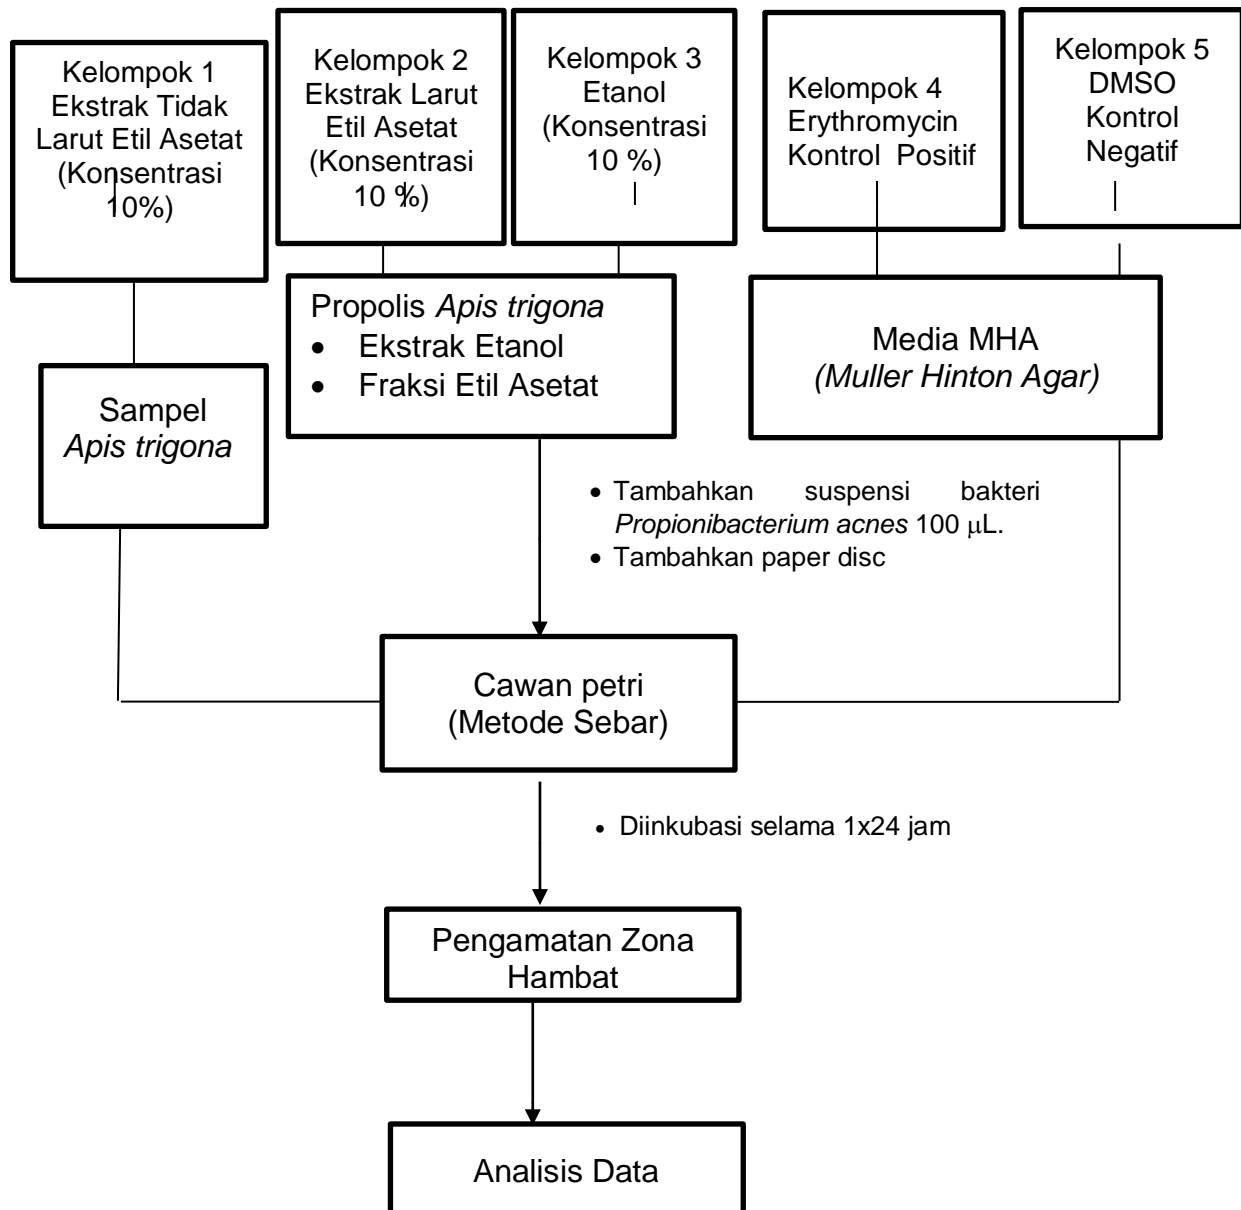 Kelompok 1
Ekstrak Tidak
Larut Etil Asetat
(Konsentrasi
10%)
Kelompok 2
Ekstrak Larut
Etil Asetat
(Konsentrasi
10 %)
Kelompok 3
Etanol
(Konsentrasi
10 %)
Kelompok 4
Erythromycin
Kontrol Positif
Kelompok 5
DMSO
Kontrol
Negatif
Sampel
Apis trigona
Propolis Apis trigona
• Ekstrak Etanol
• Fraksi Etil Asetat
Media MHA
(Muller Hinton Agar)
• Tambahkan suspensi bakteri
Propionibacterium acnes 100 μL.
• Tambahkan paper disc
Cawan petri
(Metode Sebar)
• Diinkubasi selama 1x24 jam
Pengamatan Zona
Hambat
Analisis Data